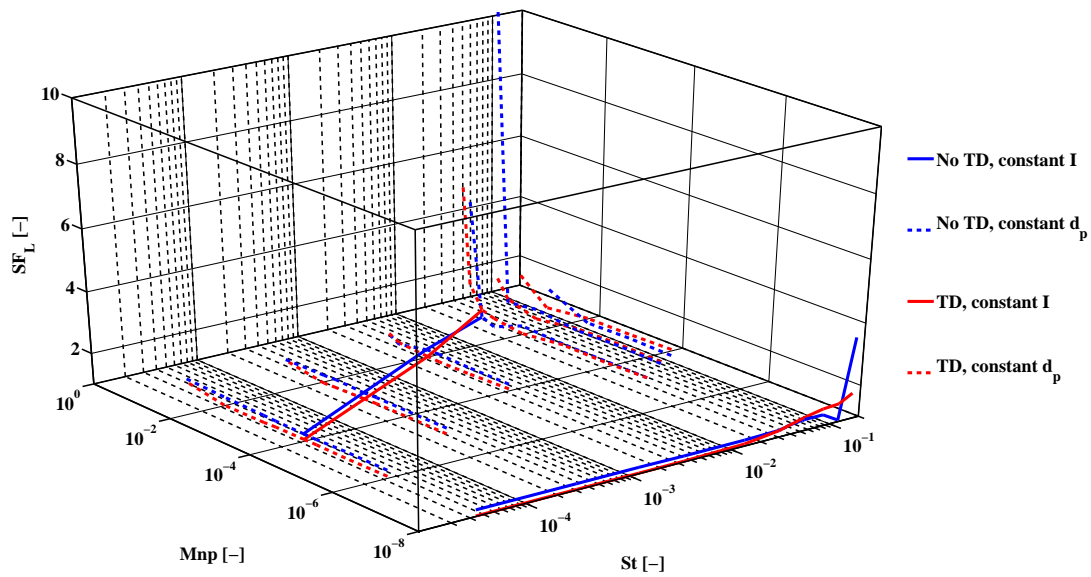 10
8
6
4
2
SF_L [−]
10^0
10^−2
10^−4
10^−6
10^−8
Mnp [−]
10^−4
10^−3
10^−2
10^−1
St [−]
No TD, constant I
No TD, constant d_p
TD, constant I
TD, constant d_p